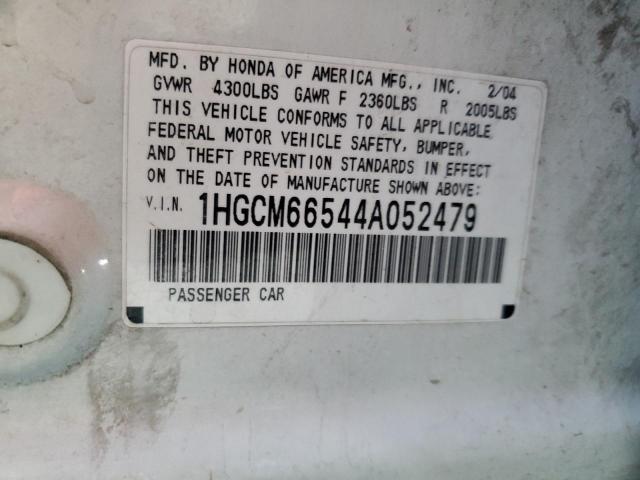 MFD. BY HONDA OF AMERICA MFG., INC. 2/04
GVWR 4300LBS GAWR F 2360LBS R 2005LBS
THIS VEHICLE CONFORMS TO ALL APPLICABLE
FEDERAL MOTOR VEHICLE SAFETY, BUMPER,
AND THEFT PREVENTION STANDARDS IN EFFECT
ON THE DATE OF MANUFACTURE SHOWN ABOVE:
V.I.N. 1HGCM66544A052479
PASSENGER CAR